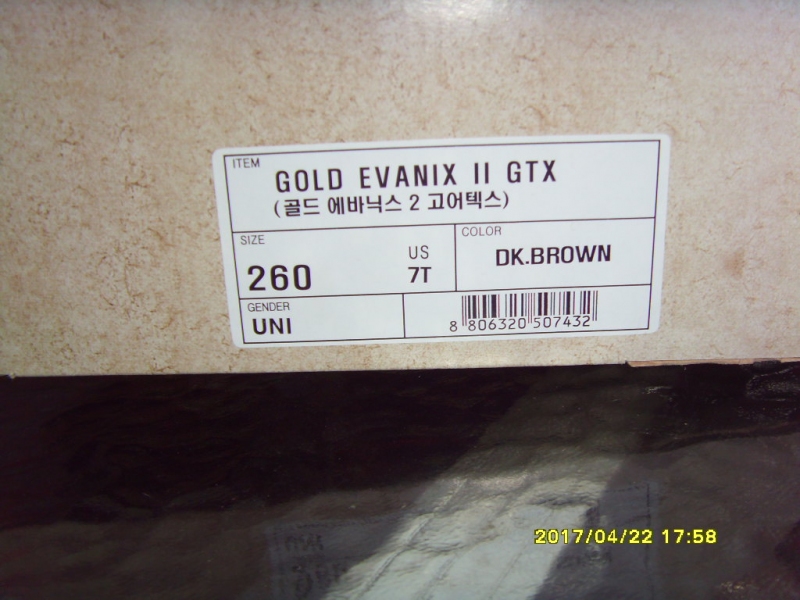 ITEM
GOLD EVANIX II GTX
(골드 에바닉스 2 고어텍스)
SIZE
260
US
7T
COLOR
DK.BROWN
GENDER
UNI
8 806320 507432
2017/04/22 17:58